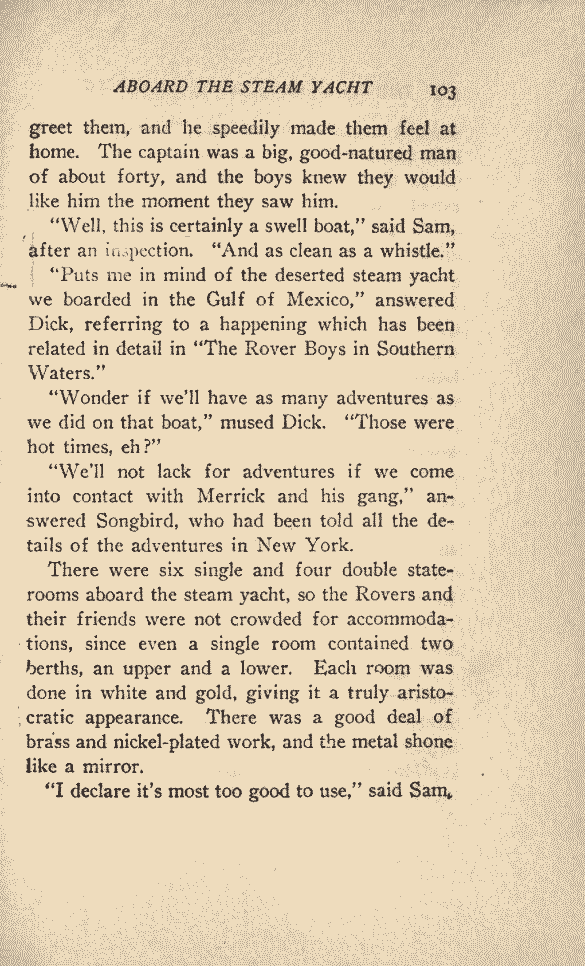 ABOARD THE STEAM YACHT 103
greet them, and he speedily made them feel at
home. The captain was a big, good-natured man
of about forty, and the boys knew they would
like him the moment they saw him.
"Well, this is certainly a swell boat," said Sam,
after an inspection. "And as clean as a whistle."
"Puts me in mind of the deserted steam yacht
we boarded in the Gulf of Mexico," answered
Dick, referring to a happening which has been
related in detail in "The Rover Boys in Southern
Waters."
"Wonder if we'll have as many adventures as
we did on that boat," mused Dick. "Those were
hot times, eh?"
"We'll not lack for adventures if we come
into contact with Merrick and his gang," an-
swered Songbird, who had been told all the de-
tails of the adventures in New York.
There were six single and four double state-
rooms aboard the steam yacht, so the Rovers and
their friends were not crowded for accommoda-
tions, since even a single room contained two
berths, an upper and a lower. Each room was
done in white and gold, giving it a truly aristo-
cratic appearance. There was a good deal of
brass and nickel-plated work, and the metal shone
like a mirror.
"I declare it's most too good to use," said Sam.